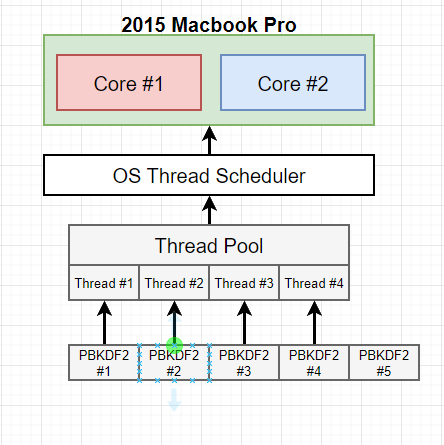 2015 Macbook Pro
Core #1
Core #2
OS Thread Scheduler
Thread Pool
Thread #1
Thread #2
Thread #3
Thread #4
PBKDF2
#1
PBKDF2
#2
PBKDF2
#3
PBKDF2
#4
PBKDF2
#5